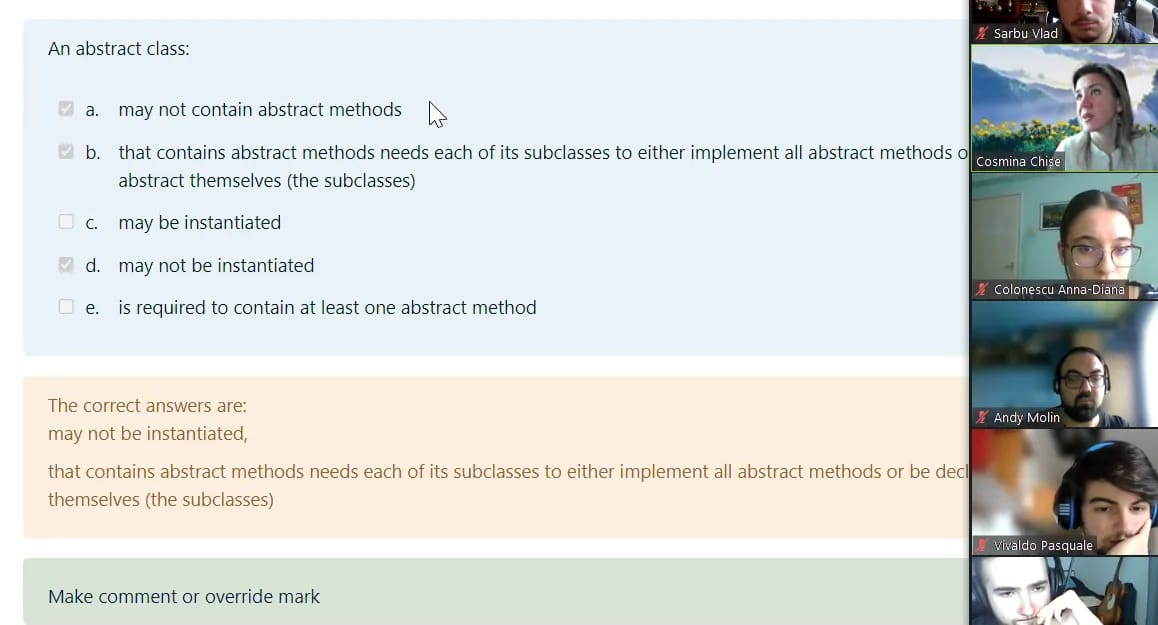 An abstract class:
a. may not contain abstract methods
b. that contains abstract methods needs each of its subclasses to either implement all abstract methods o
abstract themselves (the subclasses)
c. may be instantiated
d. may not be instantiated
e. is required to contain at least one abstract method
The correct answers are:
may not be instantiated,
that contains abstract methods needs each of its subclasses to either implement all abstract methods or be decl
themselves (the subclasses)
Make comment or override mark
Sarbu Vlad
Cosmina Chise
Colonescu Anna-Diana
Andy Molin
Vivaldo Pasquale